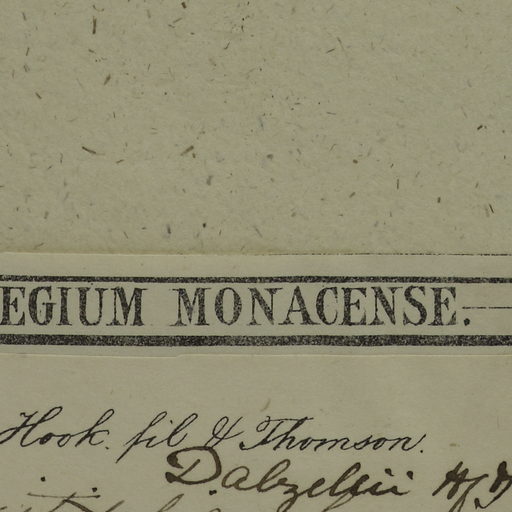 EGIUM MONACENSE.
Hook. fil & Thomson.
Dalzellii H f